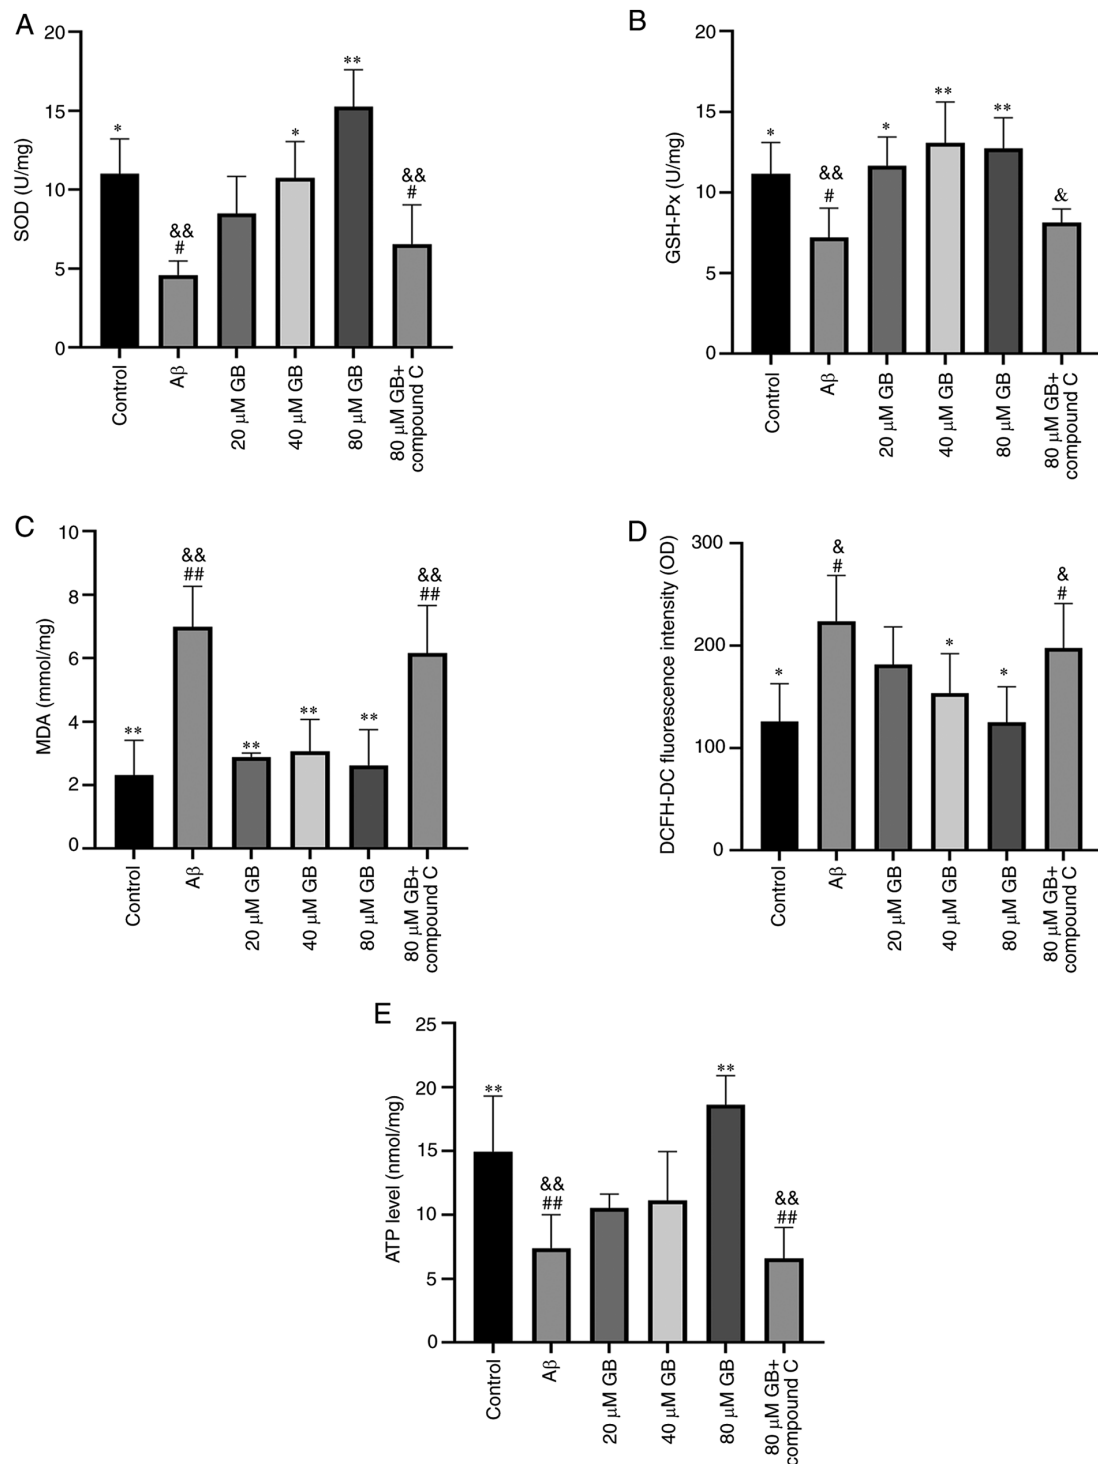 A
SOD (U/mg)
20
15
10
5
0
*
&&
#
*
**
&&
#
Control
Aβ
20 μM GB
40 μM GB
80 μM GB
80 μM GB+
compound C
B
GSH-Px (U/mg)
20
15
10
5
0
*
&&
#
*
**
**
&
Control
Aβ
20 μM GB
40 μM GB
80 μM GB
80 μM GB+
compound C
C
MDA (mmol/mg)
10
8
6
4
2
0
**
&&
##
**
**
**
&&
##
Control
Aβ
20 μM GB
40 μM GB
80 μM GB
80 μM GB+
compound C
D
DCFH-DC fluorescence intensity (OD)
300
200
100
0
*
&
#
*
*
&
#
Control
Aβ
20 μM GB
40 μM GB
80 μM GB
80 μM GB+
compound C
E
ATP level (nmol/mg)
25
20
15
10
5
0
**
&&
##
**
&&
##
Control
Aβ
20 μM GB
40 μM GB
80 μM GB
80 μM GB+
compound C